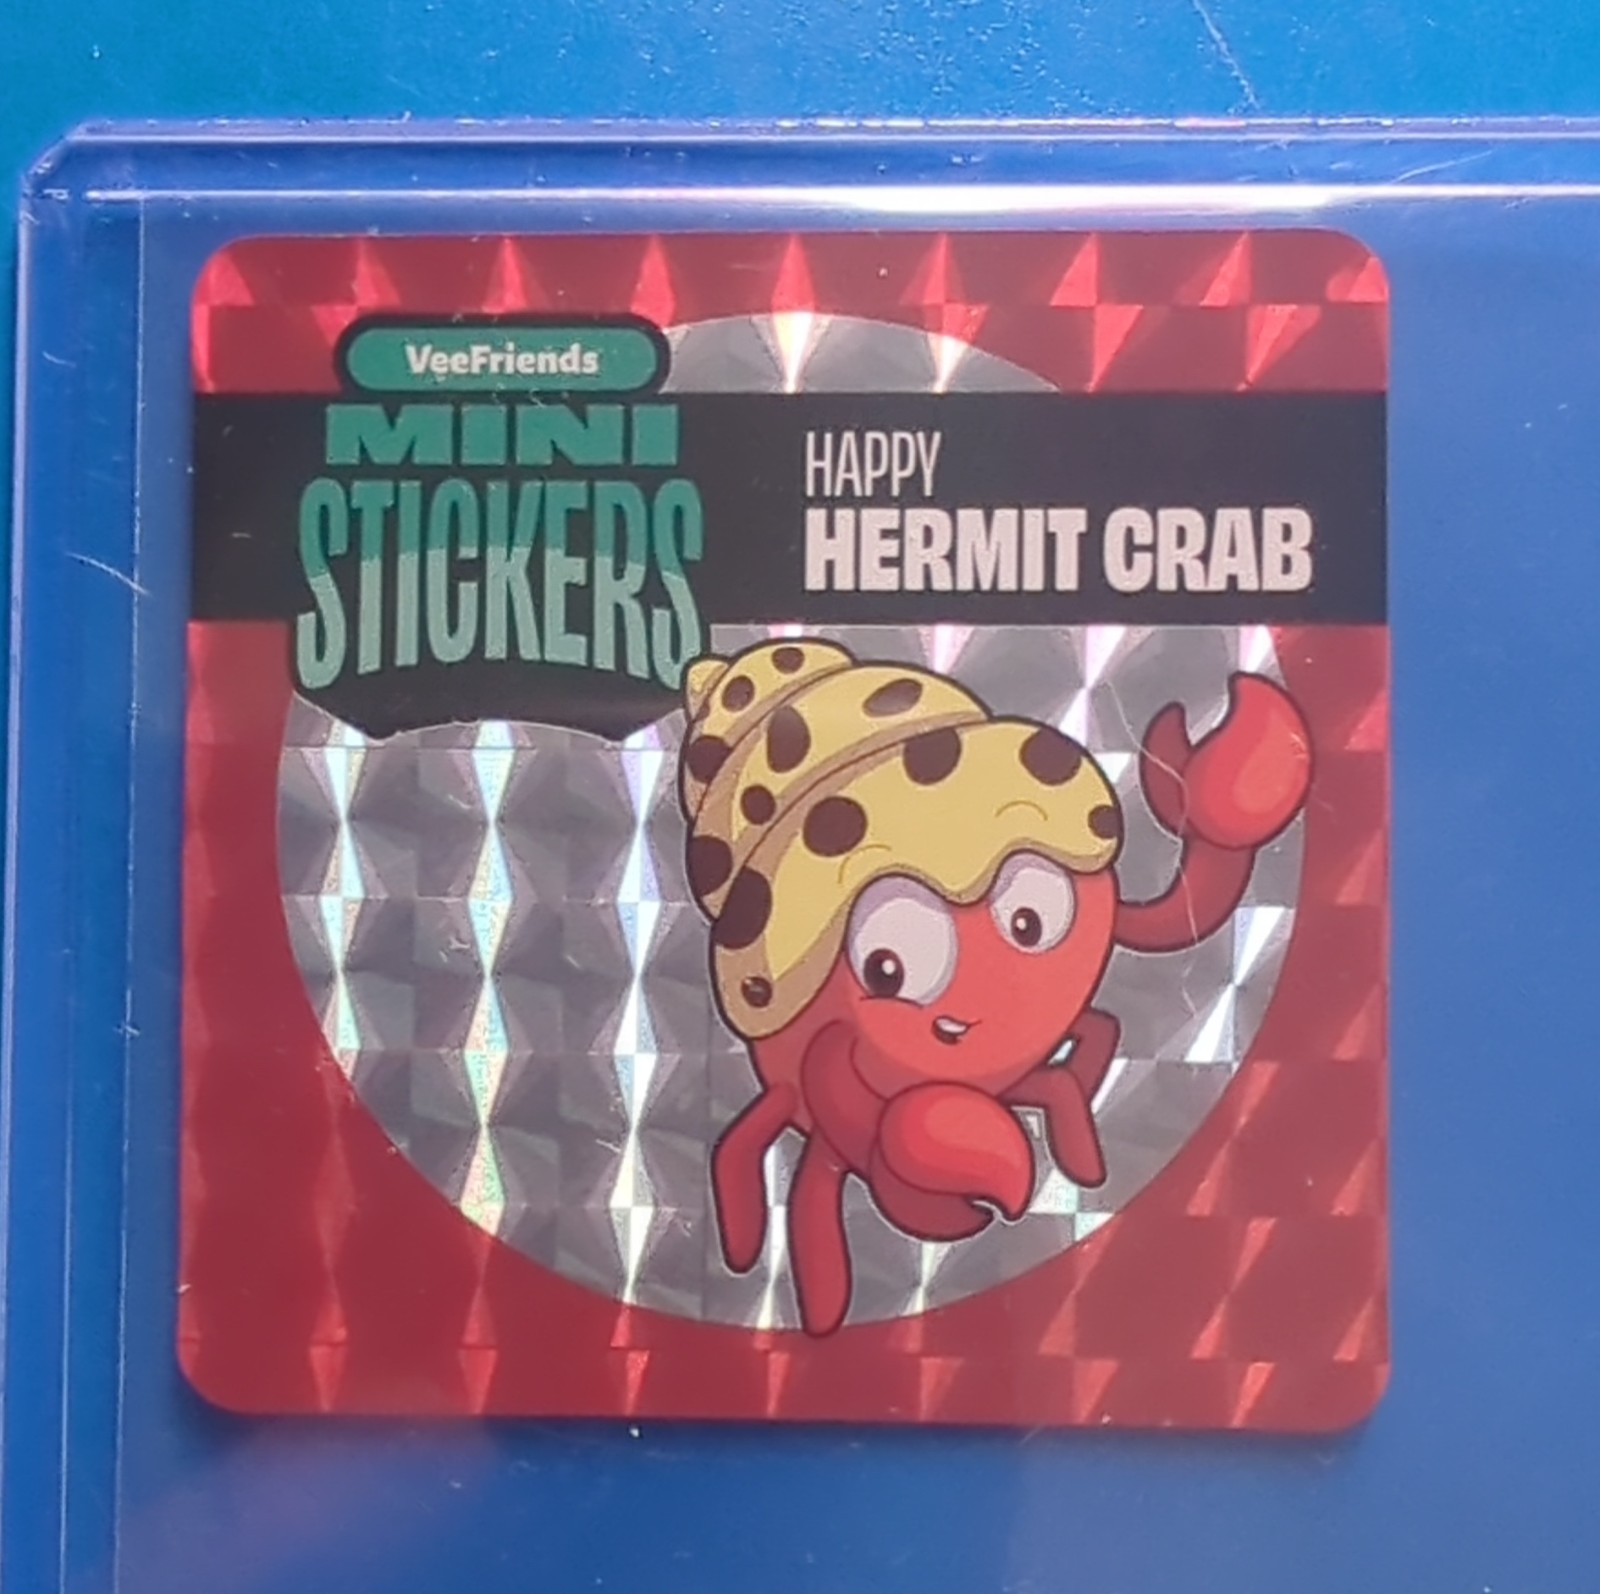 VeeFriends
MINI
STICKERS
HAPPY
HERMIT CRAB